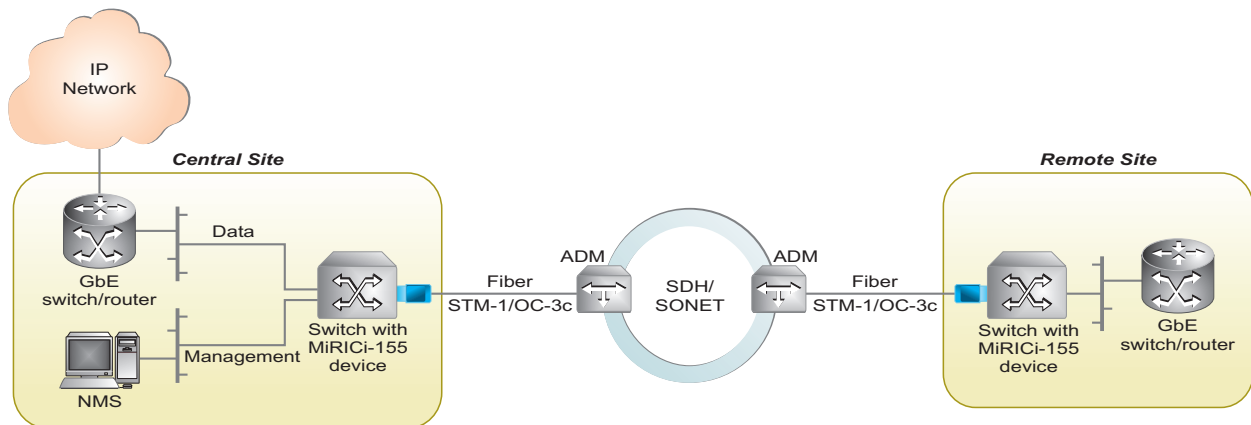 IP
Network
Central Site
Remote Site
Data
GbE
switch/router
Switch with
MiRICi-155
device
Management
NMS
Fiber
STM-1/OC-3c
ADM
SDH/
SONET
ADM
Fiber
STM-1/OC-3c
Switch with
MiRICi-155
device
GbE
switch/router